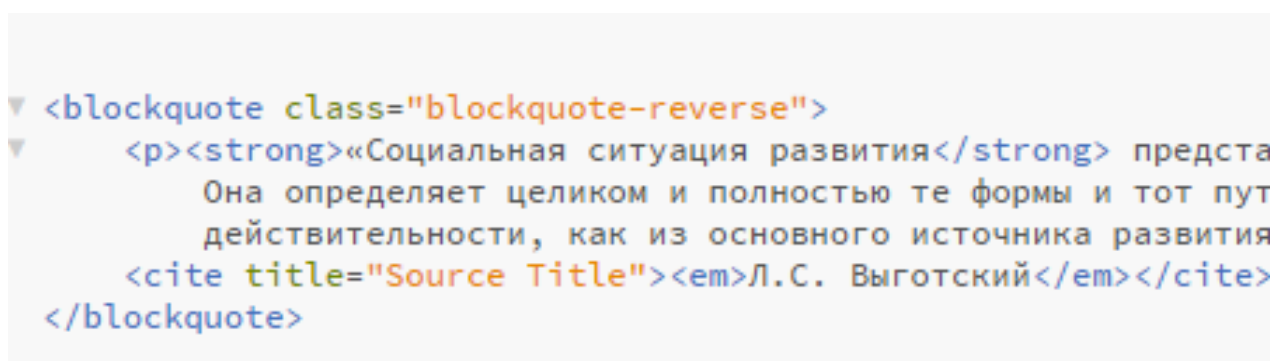 <blockquote class="blockquote-reverse">
<p><strong>«Социальная ситуация развития</strong> предста
Она определяет целиком и полностью те формы и тот пут
действительности, как из основного источника развития
<cite title="Source Title"><em>Л.С. Выготский</em></cite>
</blockquote>